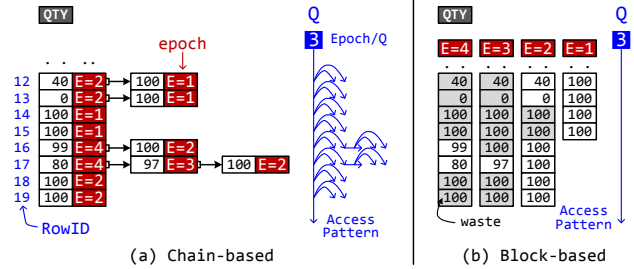 QTY
epoch
Q
3 Epoch/Q
. . . .
12 40 E=2 100 E=1
13 0 E=2 100 E=1
14 100 E=1
15 100 E=1
16 99 E=4 100 E=2
17 80 E=4 97 E=3 100 E=2
18 100 E=2
19 100 E=2
RowID
Access
Pattern
(a) Chain-based
QTY
Q
3
E=4 E=3 E=2 E=1
. . . . . . . .
40 40 40 100
0 0 0 100
100 100 100 100
100 100 100 100
99 100 100
80 97 100
100 100 100
100 100 100
waste
Access
Pattern
(b) Block-based